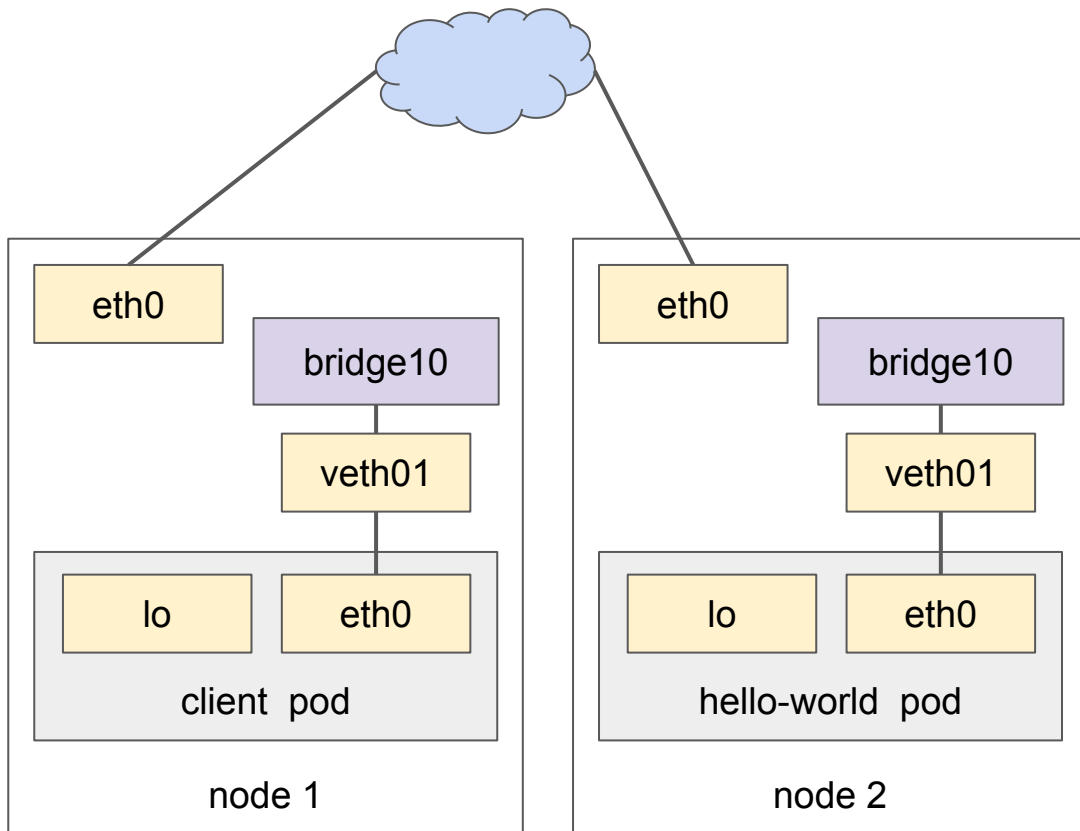 eth0
bridge10
veth01
lo
eth0
client pod
node 1
eth0
bridge10
veth01
lo
eth0
hello-world pod
node 2